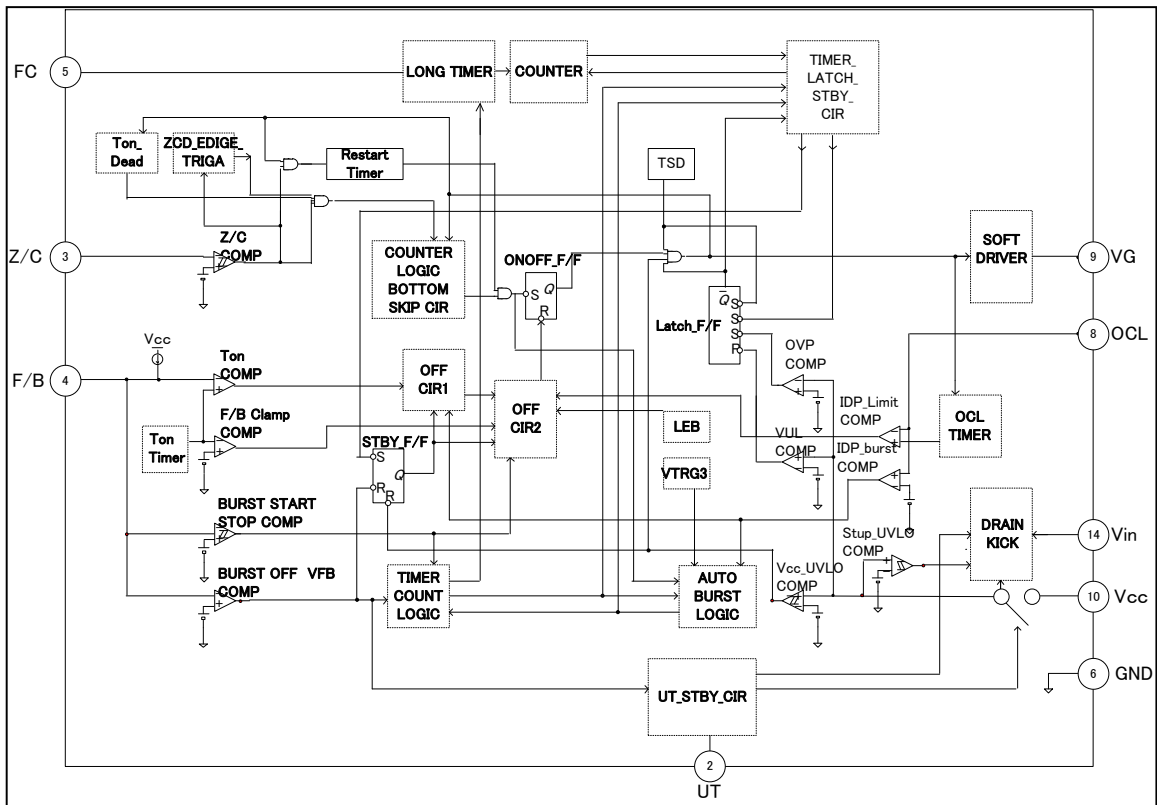 FC
5
LONG TIMER
COUNTER
TIMER_
LATCH_
STBY_
CIR
Ton_
Dead
ZCD_EDIGE_
TRIGA
Restart
Timer
TSD
Z/C
3
Z/C
COMP
COUNTER
LOGIC
BOTTOM
SKIP CIR
ONOFF_F/F
S
Q
R
SOFT
DRIVER
9
VG
Q
S
S
S
R
Latch_F/F
8
OCL
OVP
COMP
Vcc
F/B
4
Ton
COMP
OFF
CIR1
OFF
CIR2
IDP_Limit
COMP
OCL
TIMER
F/B Clamp
COMP
Ton
Timer
LEB
VUL
COMP
IDP_burst
COMP
STBY_F/F
S
Q
R
R
VTRG3
BURST START
STOP COMP
DRAIN
KICK
14
Vin
Stup_UVLO
COMP
BURST OFF VFB
COMP
TIMER
COUNT
LOGIC
AUTO
BURST
LOGIC
Vcc_UVLO
COMP
10
Vcc
6
GND
UT_STBY_CIR
2
UT